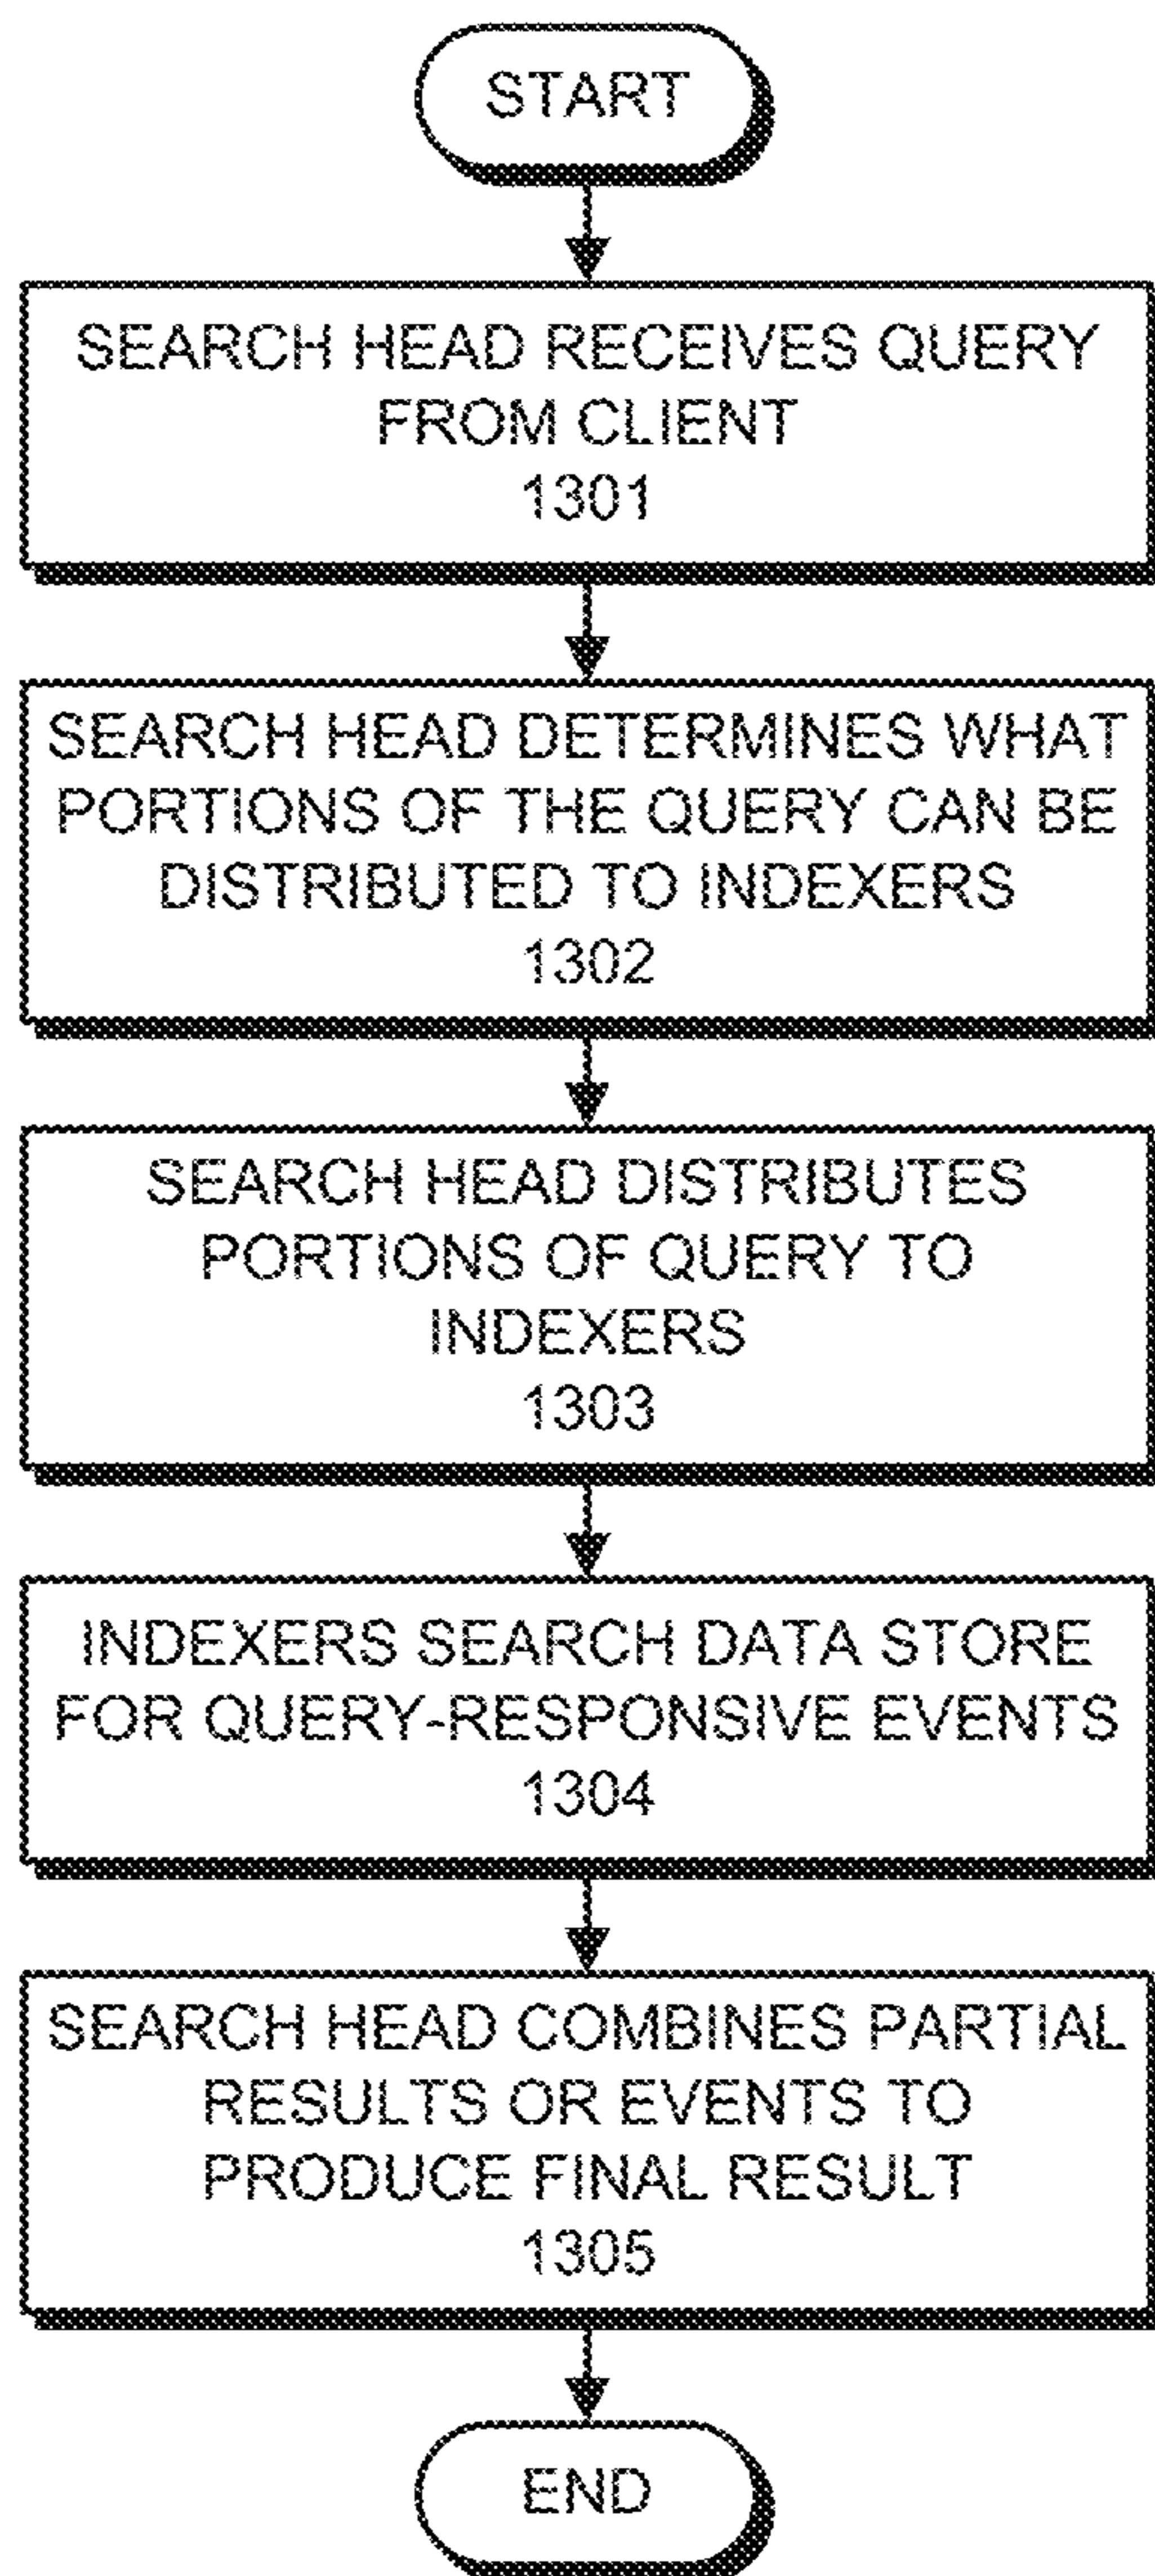 START
SEARCH HEAD RECEIVES QUERY
FROM CLIENT
1301
SEARCH HEAD DETERMINES WHAT
PORTIONS OF THE QUERY CAN BE
DISTRIBUTED TO INDEXERS
1302
SEARCH HEAD DISTRIBUTES
PORTIONS OF QUERY TO
INDEXERS
1303
INDEXERS SEARCH DATA STORE
FOR QUERY-RESPONSIVE EVENTS
1304
SEARCH HEAD COMBINES PARTIAL
RESULTS OR EVENTS TO
PRODUCE FINAL RESULT
1305
END